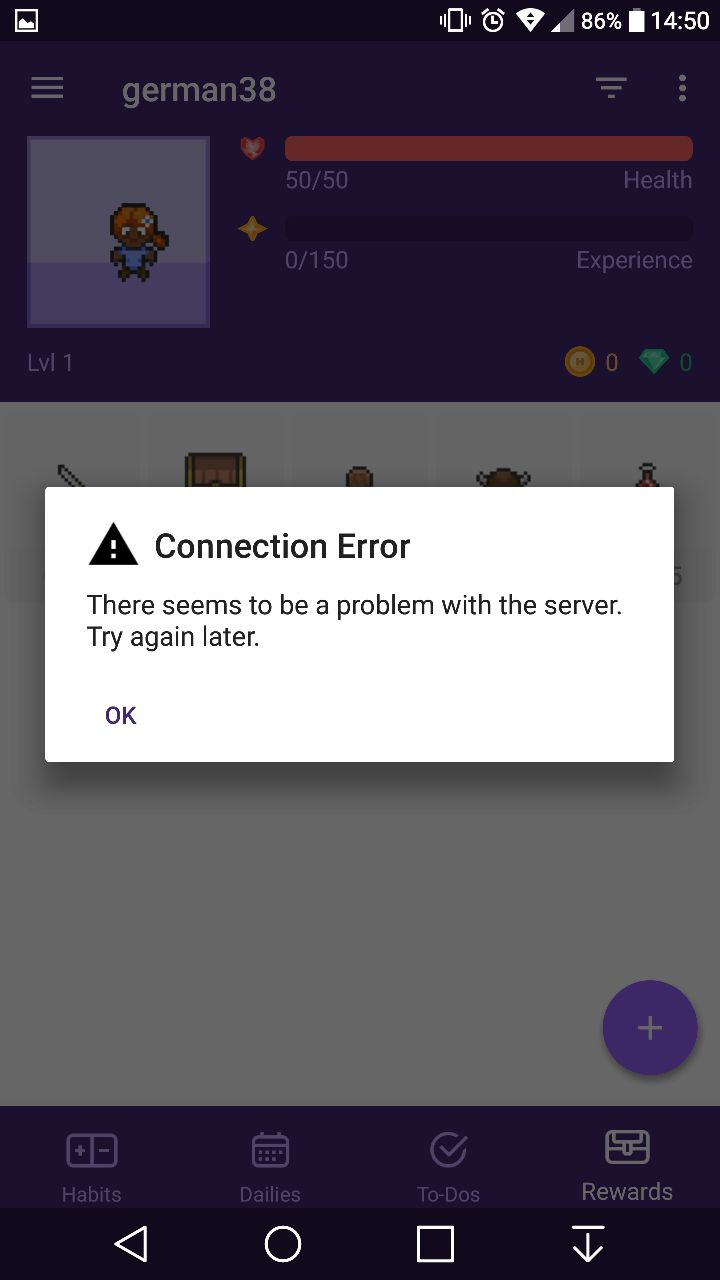 86% 14:50
german38
50/50 Health
0/150 Experience
Lvl 1 0 0
5
Connection Error
There seems to be a problem with the server.
Try again later.
OK
Habits Dailies To-Dos Rewards